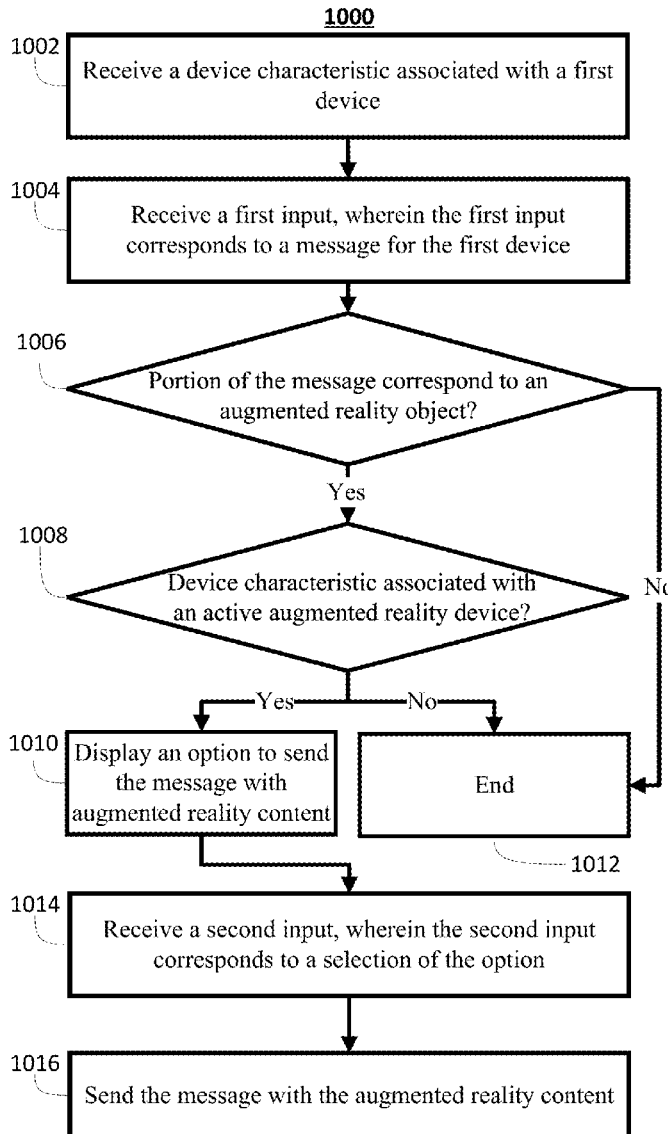 1000
1002
Receive a device characteristic associated with a first
device
1004
Receive a first input, wherein the first input
corresponds to a message for the first device
1006
Portion of the message correspond to an
augmented reality object?
Yes
1008
Device characteristic associated with
an active augmented reality device?
No
Yes
No
1010
Display an option to send
the message with
augmented reality content
End
1012
1014
Receive a second input, wherein the second input
corresponds to a selection of the option
1016
Send the message with the augmented reality content